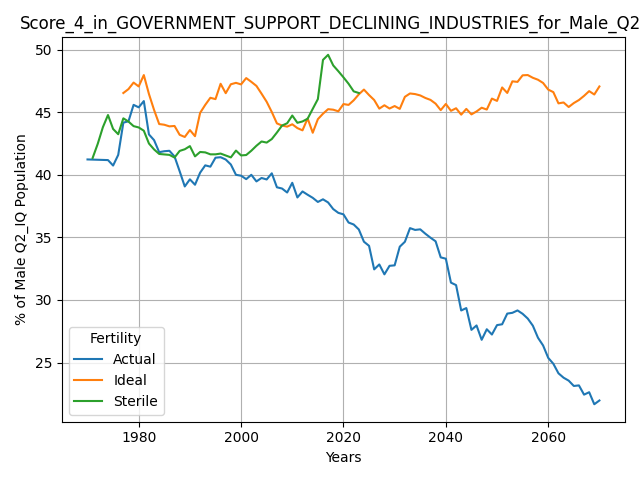 Score_4_in_GOVERNMENT_SUPPORT_DECLINING_INDUSTRIES_for_Male_Q2
50
45
40
35
30
25
% of Male Q2_IQ Population
Fertility
Actual
Ideal
Sterile
1980
2000
2020
2040
2060
Years